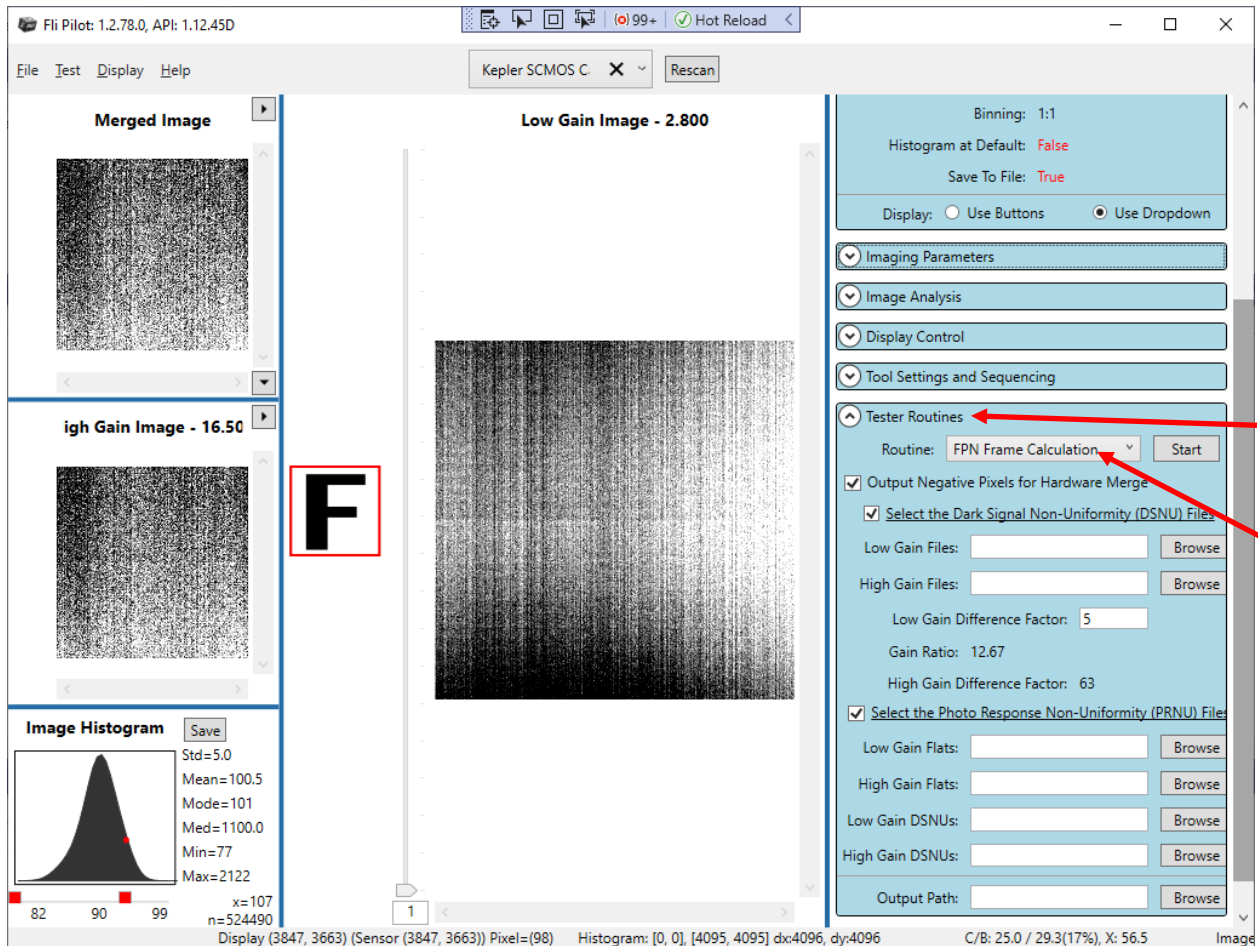 Fli Pilot: 1.2.78.0, API: 1.12.45D
99+ Hot Reload
File Test Display Help
Kepler SCMOS C
Rescan
Merged Image
igh Gain Image - 16.50
Image Histogram Save
Std=5.0
Mean=100.5
Mode=101
Med=1100.0
Min=77
Max=2122
x=107
82 90 99
n=524490
Low Gain Image - 2.800
F
1
Binning: 1:1
Histogram at Default: False
Save To File: True
Display: Use Buttons Use Dropdown
Imaging Parameters
Image Analysis
Display Control
Tool Settings and Sequencing
Tester Routines
Routine: FPN Frame Calculation Start
Output Negative Pixels for Hardware Merge
Select the Dark Signal Non-Uniformity (DSNU) Files
Low Gain Files: Browse
High Gain Files: Browse
Low Gain Difference Factor: 5
Gain Ratio: 12.67
High Gain Difference Factor: 63
Select the Photo Response Non-Uniformity (PRNU) Files
Low Gain Flats: Browse
High Gain Flats: Browse
Low Gain DSNUs: Browse
High Gain DSNUs: Browse
Output Path: Browse
Display (3847, 3663) (Sensor (3847, 3663)) Pixel=(98) Histogram: [0, 0], [4095, 4095] dx:4096, dy:4096 C/B: 25.0 / 29.3(17%), X: 56.5 Image